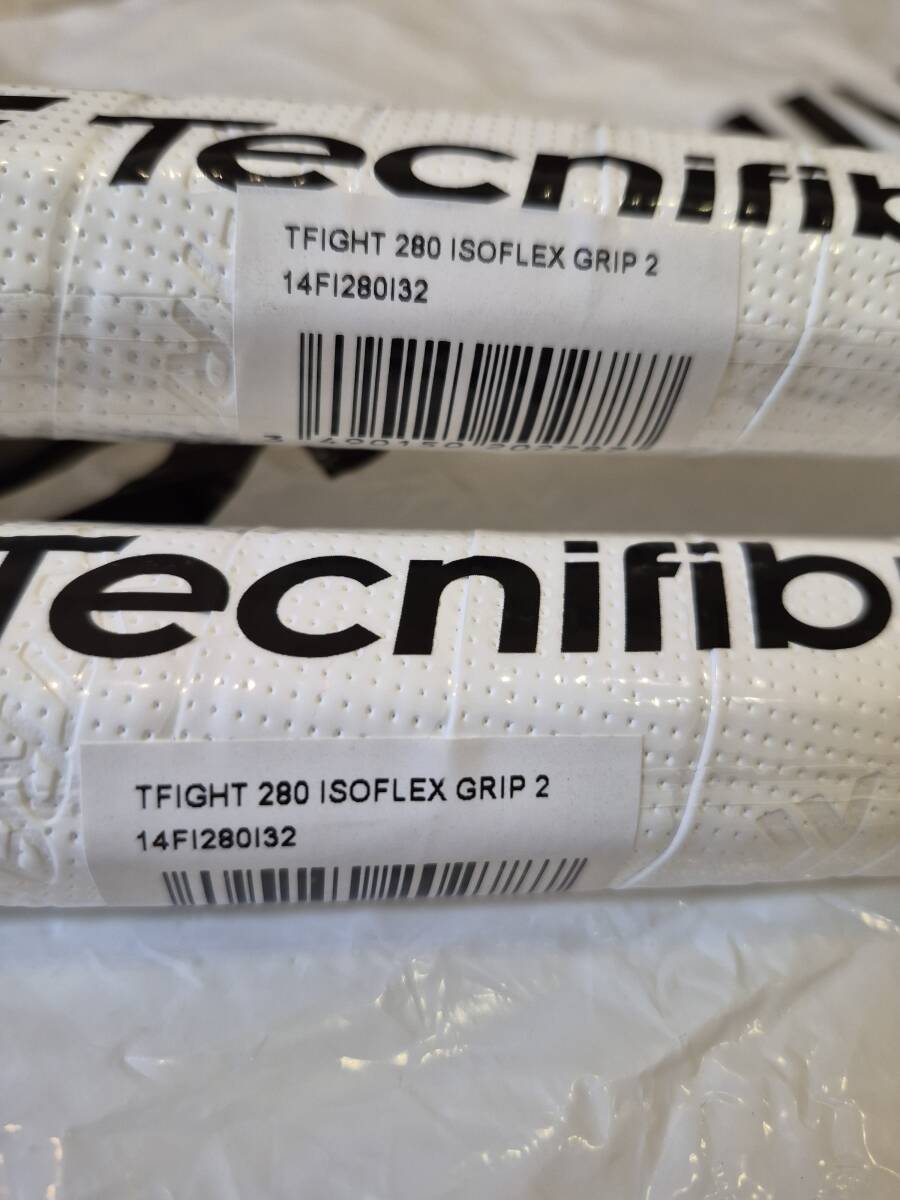 Tecnifib
TFIGHT 280 ISOFLEX GRIP 2
14FI280I32
Tecnifib
TFIGHT 280 ISOFLEX GRIP 2
14FI280I32